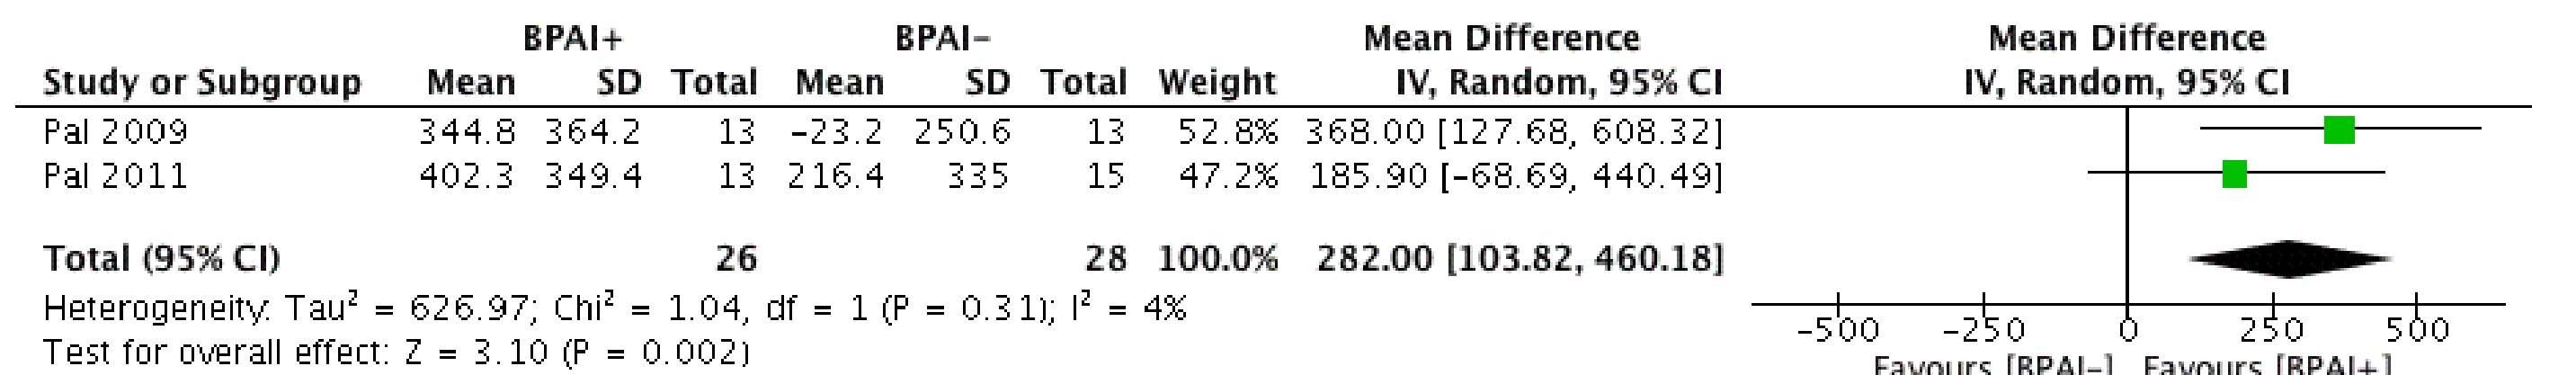 BPAI+ BPAI− Mean Difference Mean Difference
Study or Subgroup Mean SD Total Mean SD Total Weight IV, Random, 95% CI IV, Random, 95% CI
Pal 2009 344.8 364.2 13 −23.2 250.6 13 52.8% 368.00 [127.68, 608.32]
Pal 2011 402.3 349.4 13 216.4 335 15 47.2% 185.90 [−68.69, 440.49]
Total (95% CI) 26 28 100.0% 282.00 [103.82, 460.18]
Heterogeneity: Tau² = 626.97; Chi² = 1.04, df = 1 (P = 0.31); I² = 4%
Test for overall effect: Z = 3.10 (P = 0.002)
−500 −250 0 250 500
Favours [BPAI−] Favours [BPAI+]